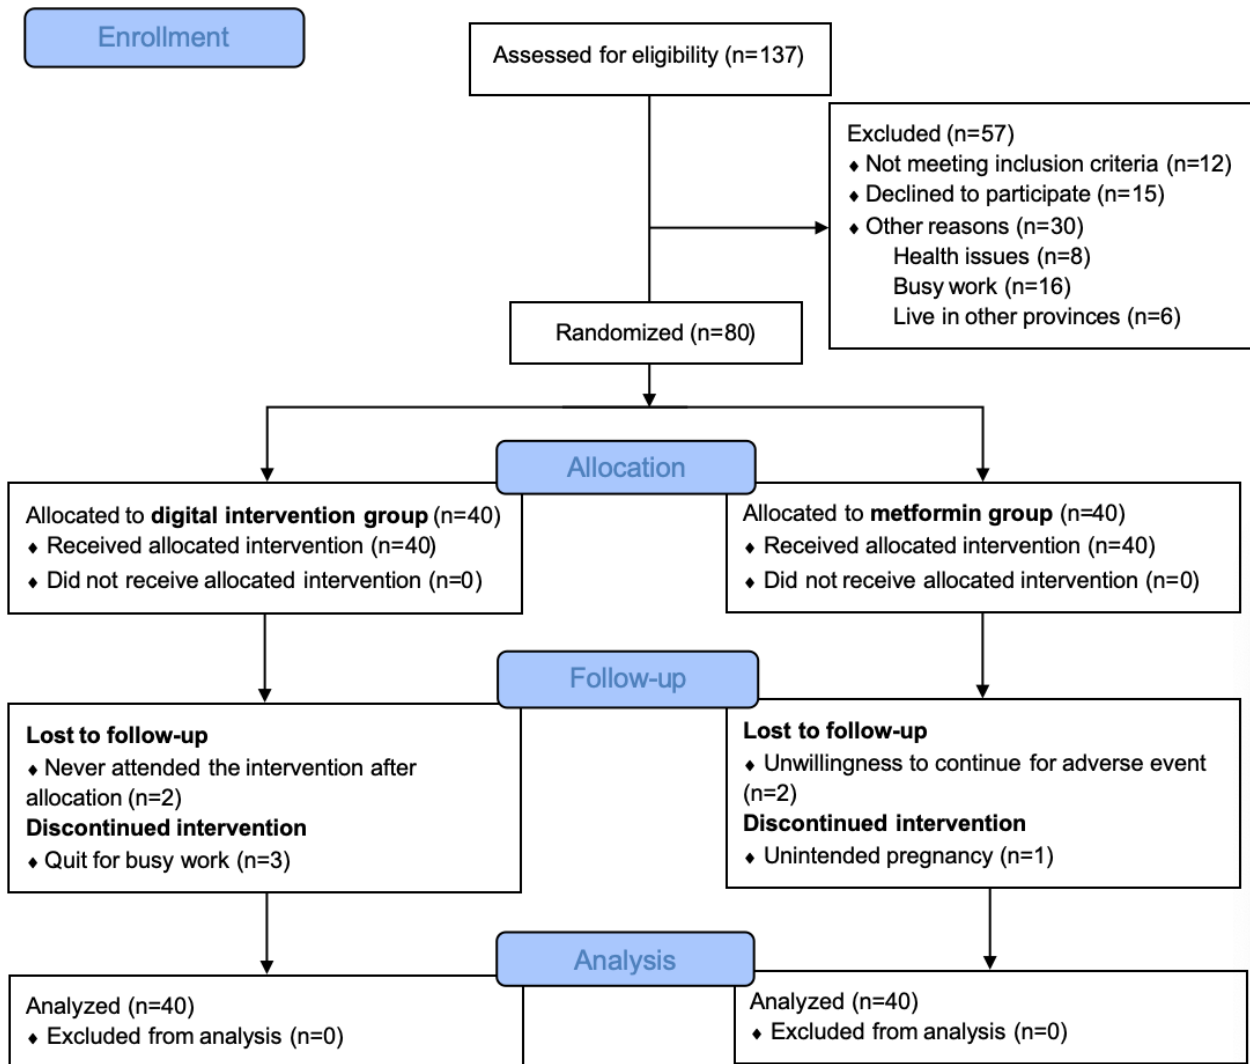 Enrollment
Assessed for eligibility (n=137)
Excluded (n=57)
♦ Not meeting inclusion criteria (n=12)
♦ Declined to participate (n=15)
♦ Other reasons (n=30)
Health issues (n=8)
Busy work (n=16)
Live in other provinces (n=6)
Randomized (n=80)
Allocation
Allocated to digital intervention group (n=40)
♦ Received allocated intervention (n=40)
♦ Did not receive allocated intervention (n=0)
Allocated to metformin group (n=40)
♦ Received allocated intervention (n=40)
♦ Did not receive allocated intervention (n=0)
Follow-up
Lost to follow-up
♦ Never attended the intervention after
allocation (n=2)
Discontinued intervention
♦ Quit for busy work (n=3)
Lost to follow-up
♦ Unwillingness to continue for adverse event
(n=2)
Discontinued intervention
♦ Unintended pregnancy (n=1)
Analysis
Analyzed (n=40)
♦ Excluded from analysis (n=0)
Analyzed (n=40)
♦ Excluded from analysis (n=0)